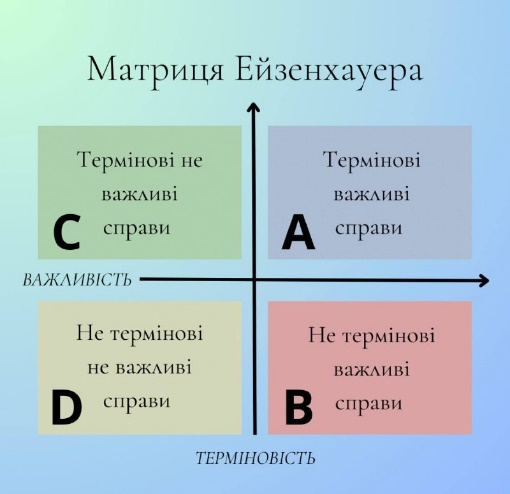 Матриця Ейзенхауера
Термінові не
важливі
справи
C
Термінові
важливі
справи
A
ВАЖЛИВІСТЬ
Не термінові
не важливі
справи
D
Не термінові
важливі
справи
B
ТЕРМІНОВІСТЬ